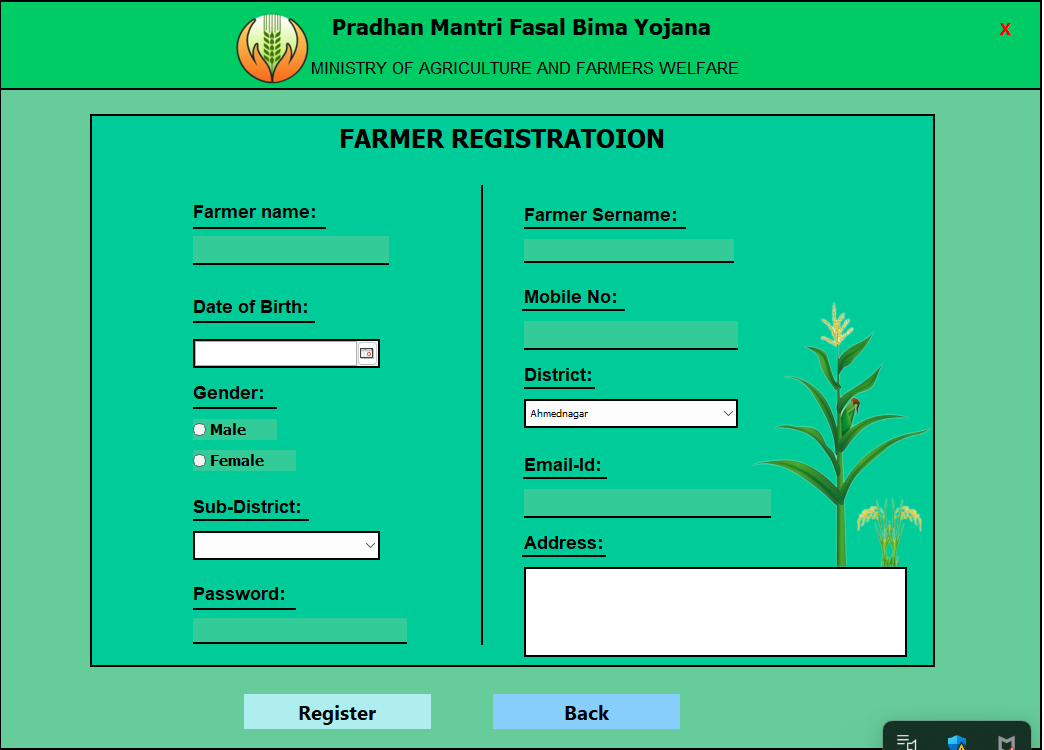 Pradhan Mantri Fasal Bima Yojana
X
MINISTRY OF AGRICULTURE AND FARMERS WELFARE
FARMER REGISTRATOION
Farmer name:
Date of Birth:
Gender:
Male
Female
Sub-District:
Password:
Farmer Sername:
Mobile No:
District:
Ahmednagar
Email-Id:
Address:
Register
Back